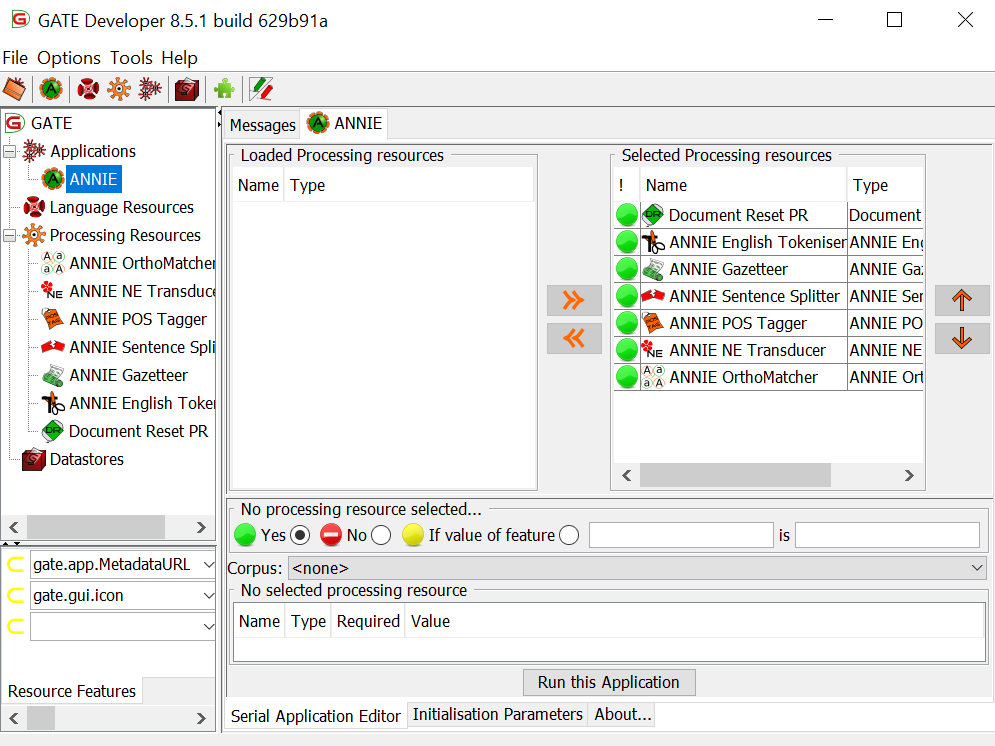 GATE Developer 8.5.1 build 629b91a
File Options Tools Help
GATE
Applications
ANNIE
Language Resources
Processing Resources
ANNIE OrthoMatcher
ANNIE NE Transduce
ANNIE POS Tagger
ANNIE Sentence Spli
ANNIE Gazetteer
ANNIE English Toker
Document Reset PR
Datastores
gate.app.MetadataURL
gate.gui.icon
Resource Features
Messages ANNIE
Loaded Processing resources
Name Type
Selected Processing resources
! Name Type
Document Reset PR Document
ANNIE English Tokeniser ANNIE Eng
ANNIE Gazetteer ANNIE Gaz
ANNIE Sentence Splitter ANNIE Sen
ANNIE POS Tagger ANNIE PO
ANNIE NE Transducer ANNIE NE
ANNIE OrthoMatcher ANNIE Ort
No processing resource selected...
Yes No If value of feature is
Corpus: <none>
No selected processing resource
Name Type Required Value
Run this Application
Serial Application Editor Initialisation Parameters About...